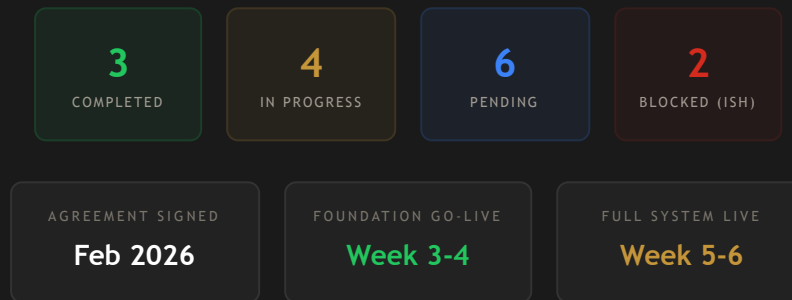 3
4
6
2
COMPLETED
IN PROGRESS
PENDING
BLOCKED (ISH)
AGREEMENT SIGNED
FOUNDATION GO-LIVE
FULL SYSTEM LIVE
Feb 2026
Week 3-4
Week 5-6